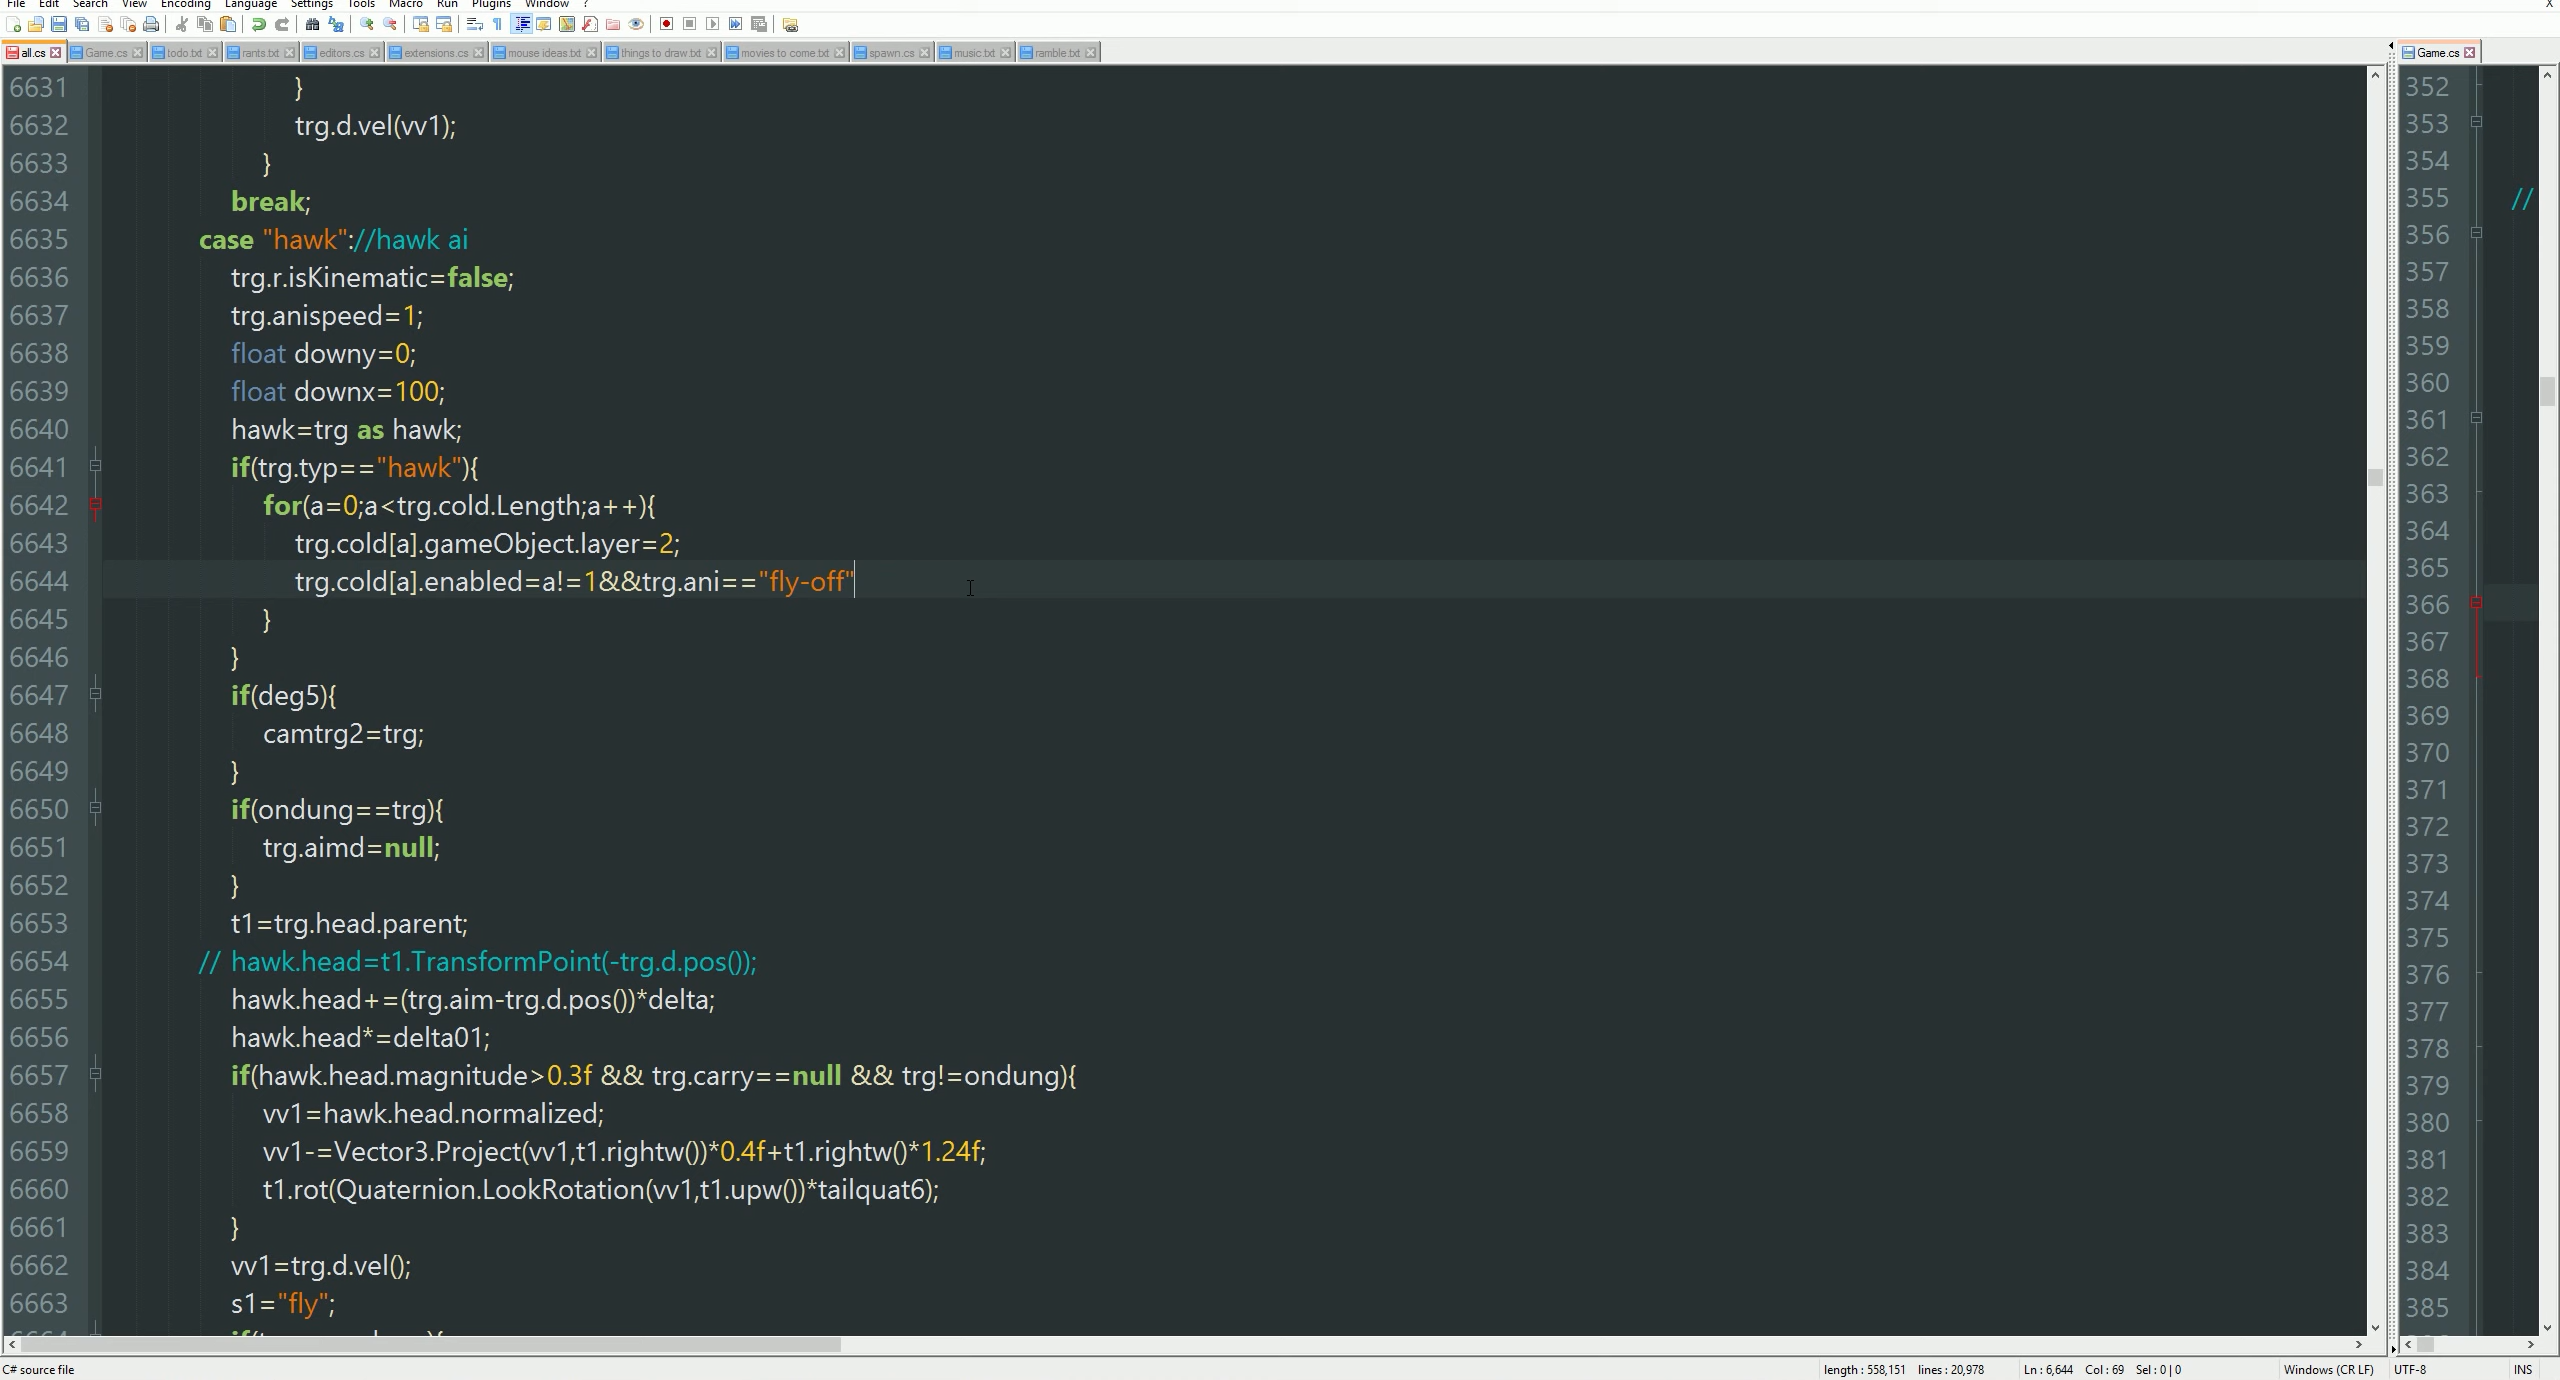 File Edit Search View Encoding Language Settings Tools Macro Run Plugins Window ? X
all.cs Game.cs todo.txt rants.txt editors.cs extensions.cs mouse ideas.txt things to draw.txt movies to come.txt spawn.cs music.txt ramble.txt
6631 }
6632 trg.d.vel(vv1);
6633 }
6634 break;
6635 case "hawk"://hawk ai
6636 trg.r.isKinematic=false;
6637 trg.anispeed=1;
6638 float downy=0;
6639 float downx=100;
6640 hawk=trg as hawk;
6641 if(trg.typ=="hawk"){
6642 for(a=0;a<trg.cold.Length;a++){
6643 trg.cold[a].gameObject.layer=2;
6644 trg.cold[a].enabled=a!=1&&trg.ani=="fly-off"
6645 }
6646 }
6647 if(deg5){
6648 camtrg2=trg;
6649 }
6650 if(ondung==trg){
6651 trg.aimd=null;
6652 }
6653 t1=trg.head.parent;
6654 // hawk.head=t1.TransformPoint(-trg.d.pos());
6655 hawk.head+=(trg.aim-trg.d.pos())*delta;
6656 hawk.head*=delta01;
6657 if(hawk.head.magnitude>0.3f && trg.carry==null && trg!=ondung){
6658 vv1=hawk.head.normalized;
6659 vv1-=Vector3.Project(vv1,t1.rightw())*0.4f+t1.rightw()*1.24f;
6660 t1.rot(Quaternion.LookRotation(vv1,t1.upw())*tailquat6);
6661 }
6662 vv1=trg.d.vel();
6663 s1="fly";
Game.cs
352
353
354
355 //
356
357
358
359
360
361
362
363
364
365
366
367
368
369
370
371
372
373
374
375
376
377
378
379
380
381
382
383
384
385
C# source file length : 558,151 lines : 20,978 Ln : 6,644 Col : 69 Sel : 0 | 0 Windows (CR LF) UTF-8 INS